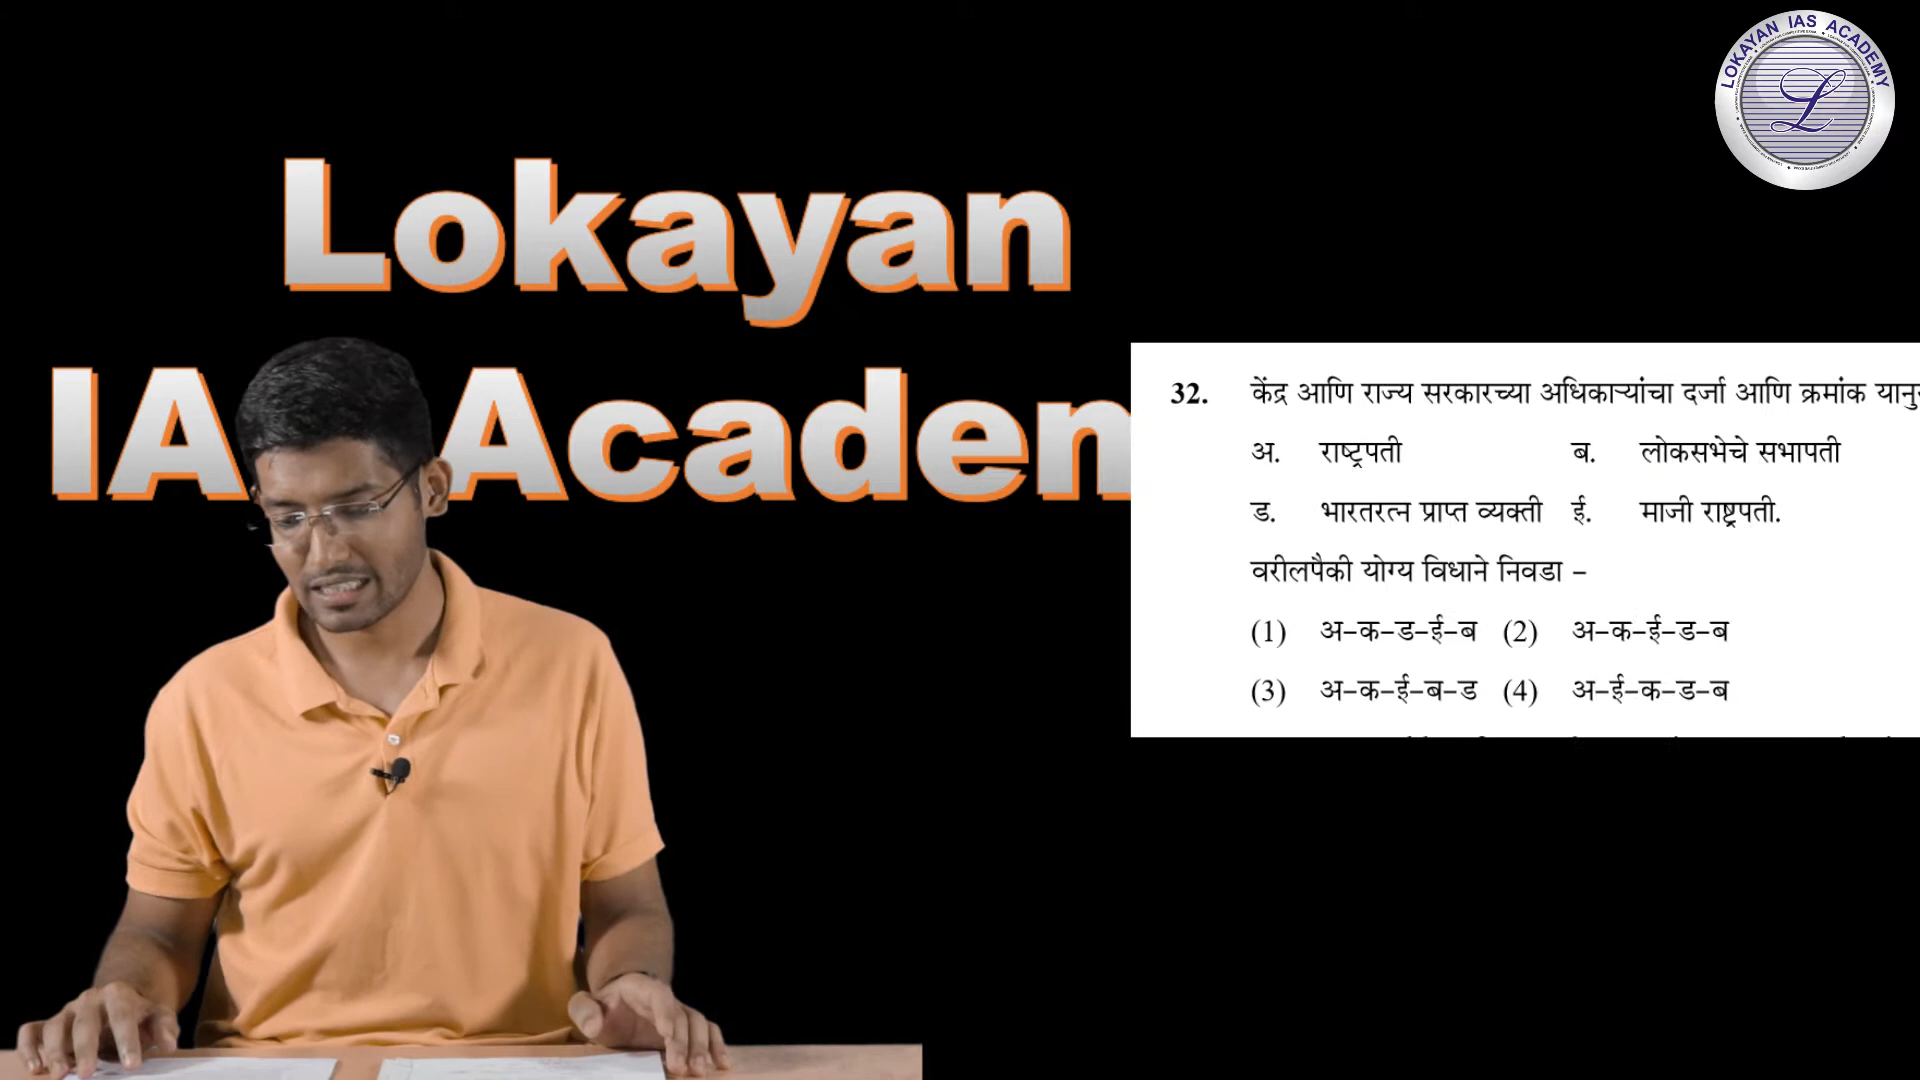 LOKAYAN IAS ACADEMY
Lokayan
IA Academ
32. केंद्र आणि राज्य सरकारच्या अधिकाऱ्यांचा दर्जा आणि क्रमांक
अ. राष्ट्रपती ब. लोकसभेचे सभापती
ड. भारतरत्न प्राप्त व्यक्ती ई. माजी राष्ट्रपती.
वरीलपैकी योग्य विधाने निवडा –
(1) अ–क–ड–ई–ब (2) अ–क–ई–ड–ब
(3) अ–क–ई–ब–ड (4) अ–ई–क–ड–ब